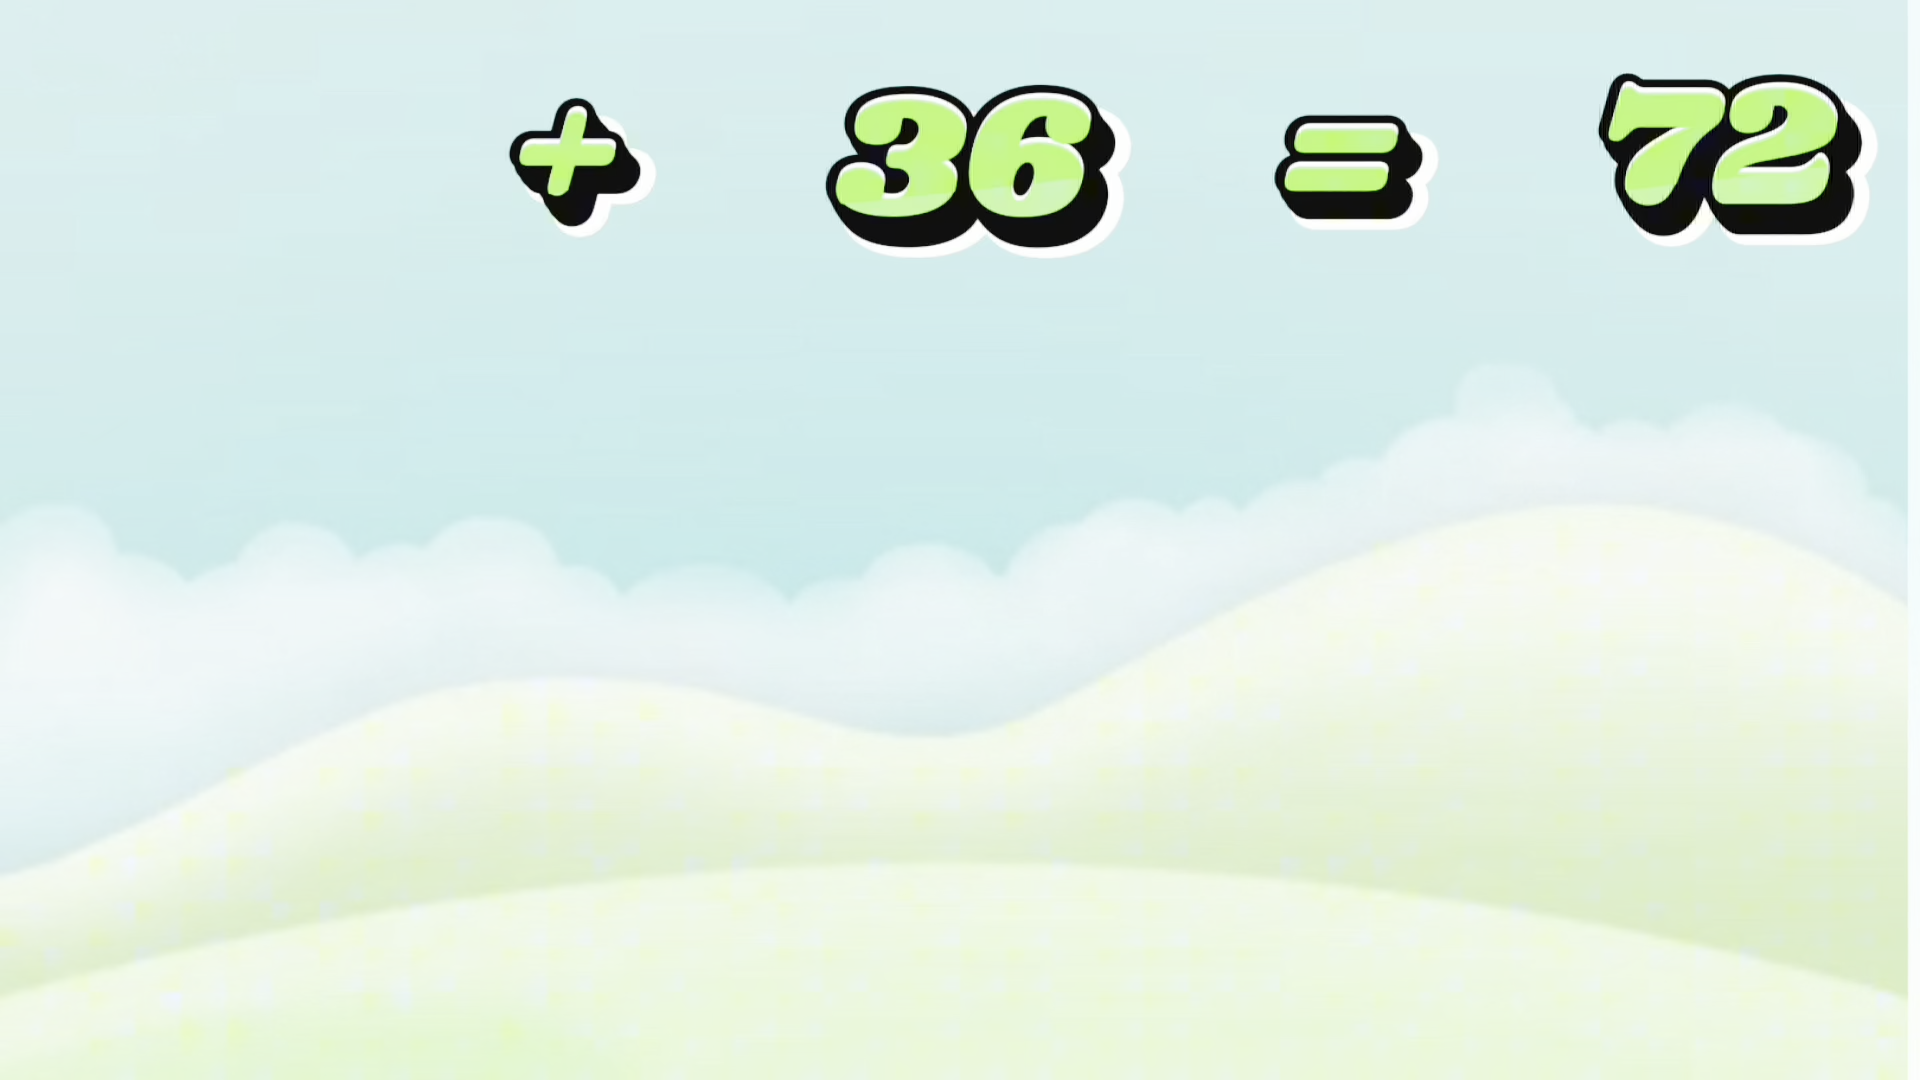 + 36 = 72